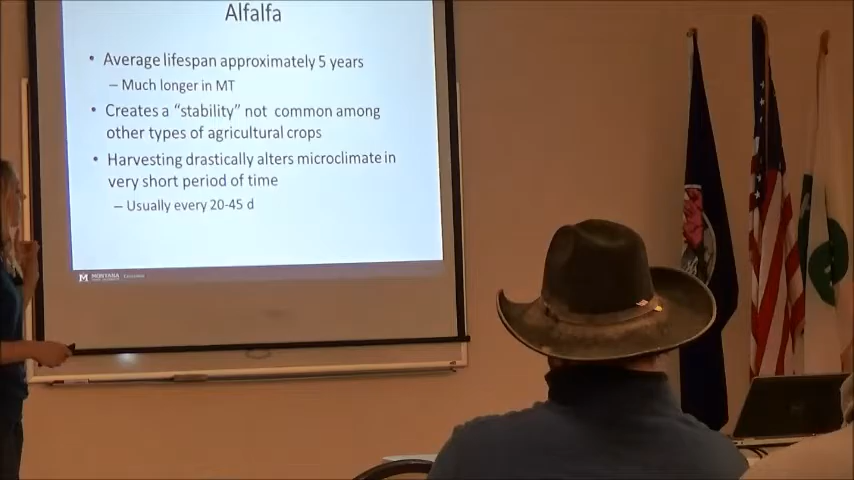 Alfalfa
• Average lifespan approximately 5 years
– Much longer in MT
• Creates a "stability" not common among
other types of agricultural crops
• Harvesting drastically alters microclimate in
very short period of time
– Usually every 20-45 d
M MONTANA